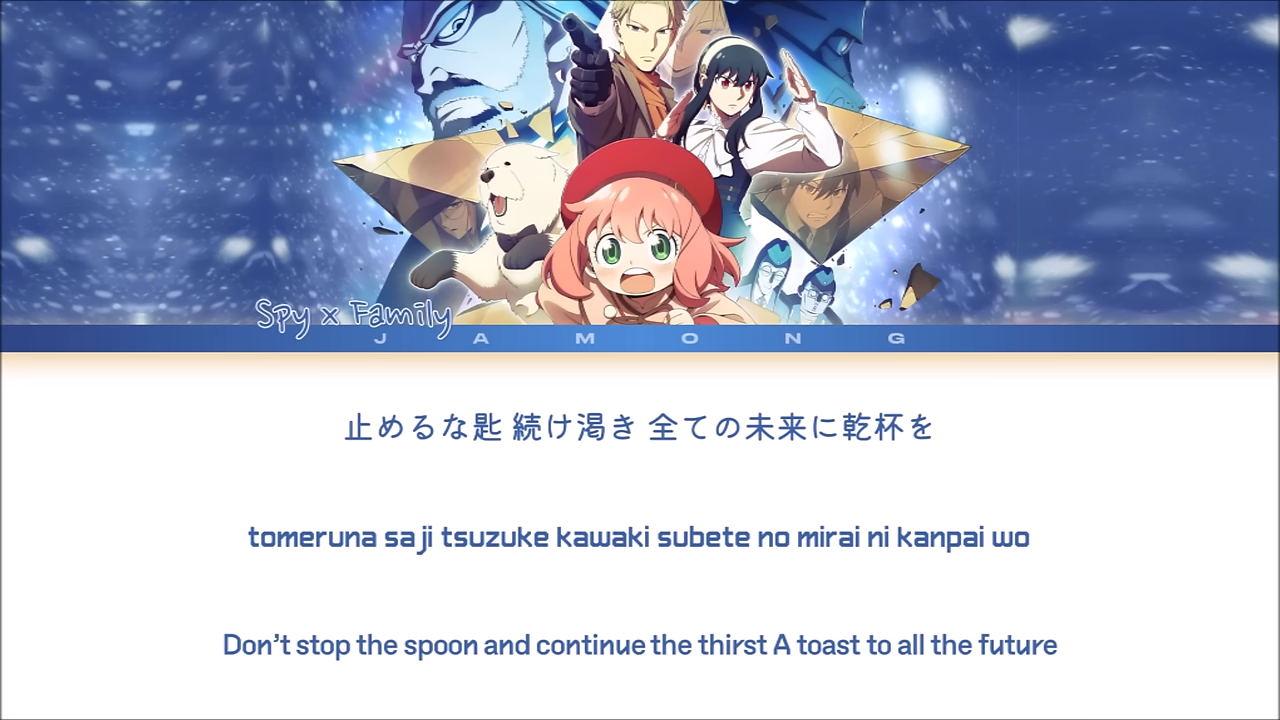 Spy x Family
JAMONG
止めるな匙 続け渇き 全ての未来に乾杯を
tomeruna saji tsuzuke kawaki subete no mirai ni kanpai wo
Don't stop the spoon and continue the thirst A toast to all the future